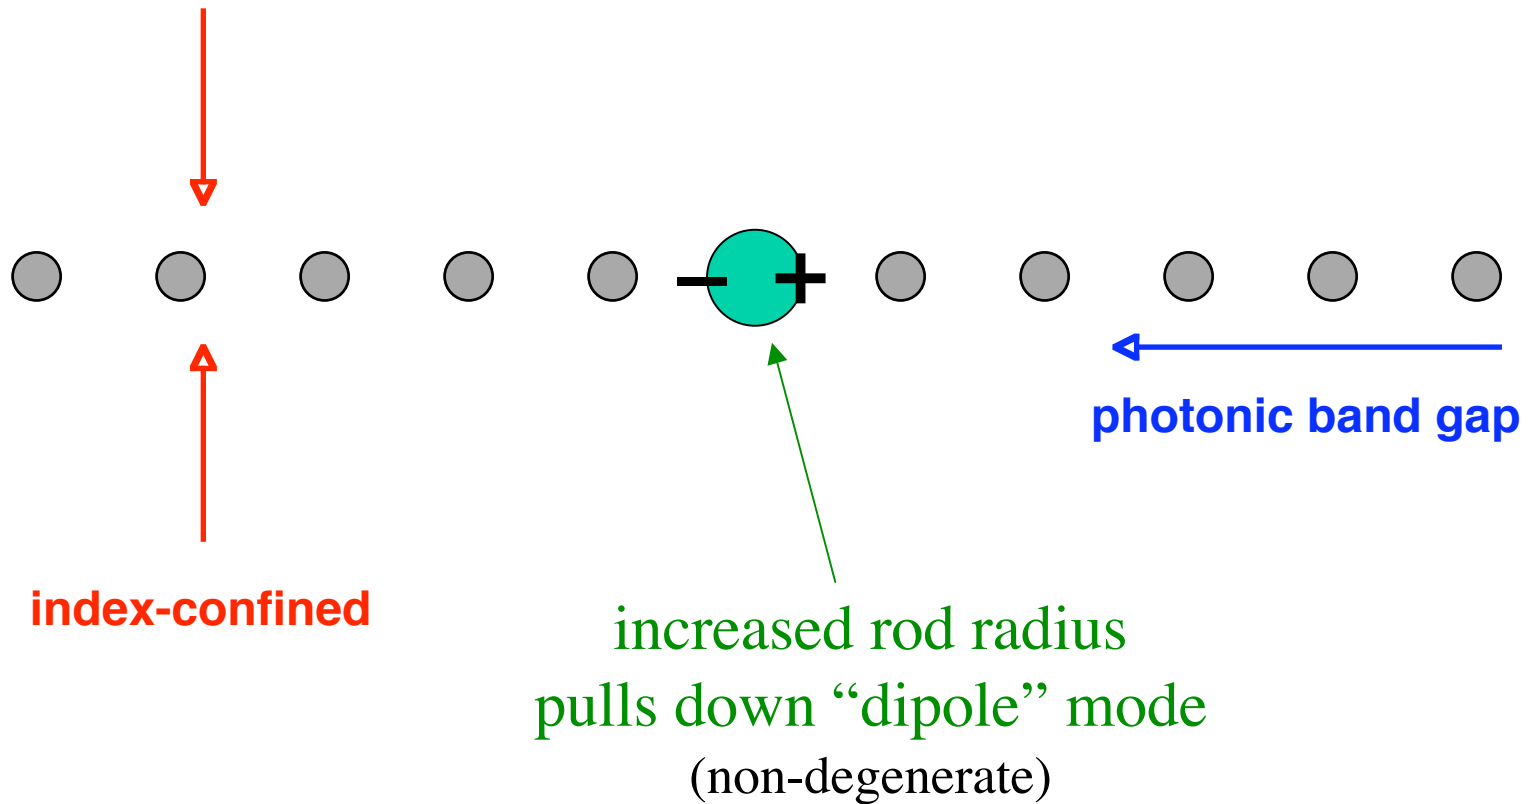 − +
photonic band gap
index-confined
increased rod radius
pulls down “dipole” mode
(non-degenerate)